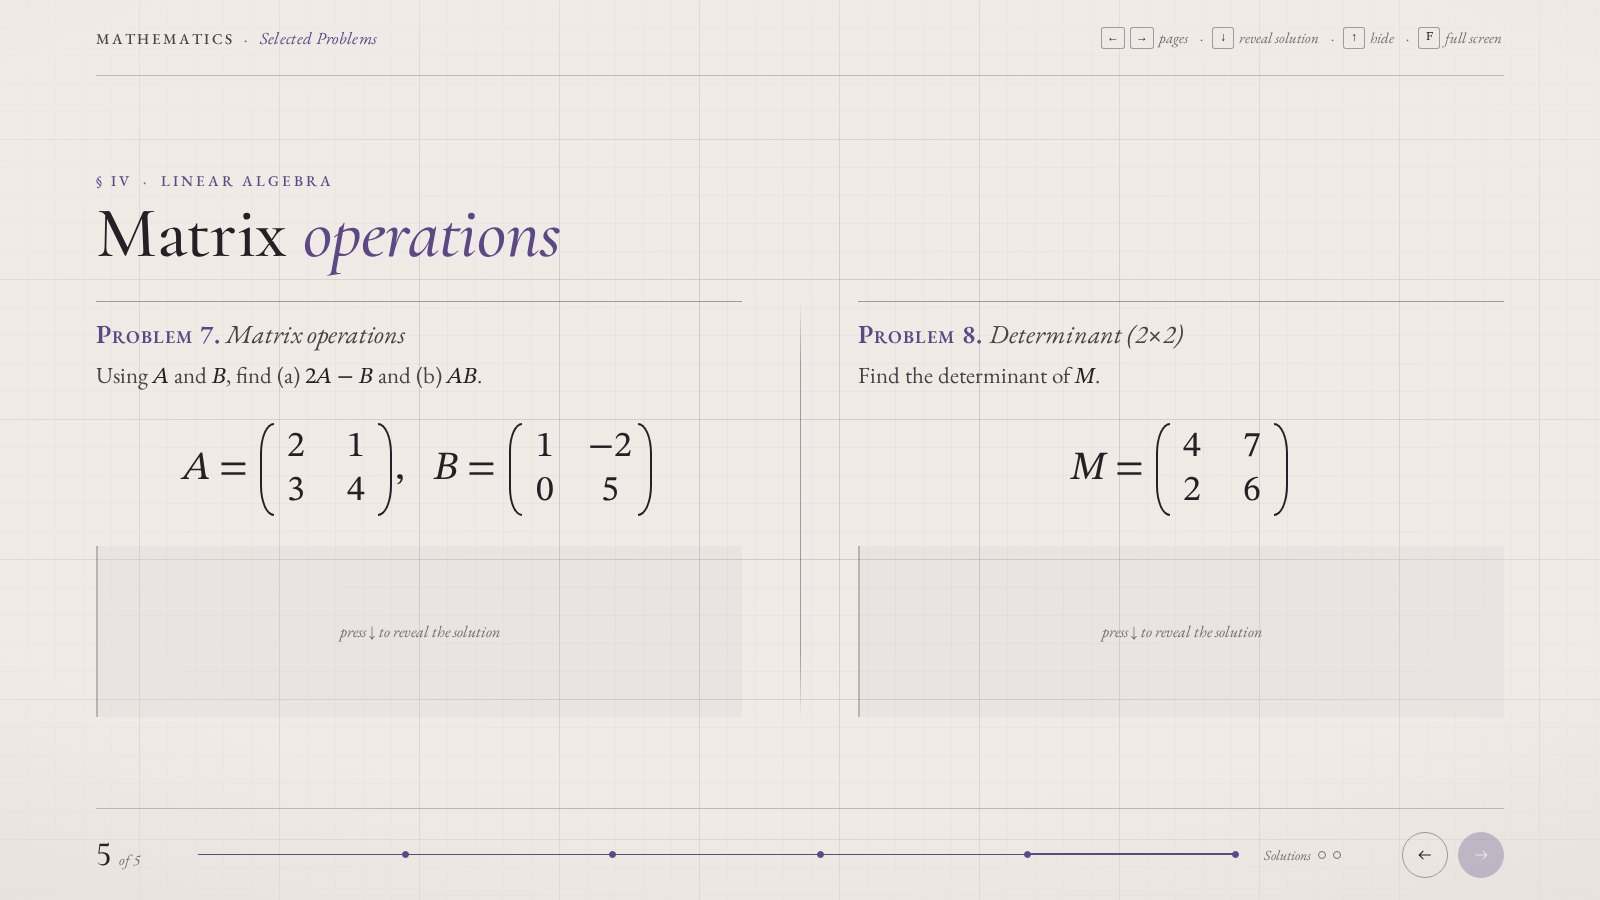 MATHEMATICS · Selected Problems
← → pages · ↓ reveal solution · ↑ hide · F full screen
§ IV · LINEAR ALGEBRA
Matrix operations
PROBLEM 7. Matrix operations
Using A and B, find (a) 2A − B and (b) AB.
A = ( 2 1
3 4 ), B = ( 1 −2
0 5 )
press ↓ to reveal the solution
PROBLEM 8. Determinant (2×2)
Find the determinant of M.
M = ( 4 7
2 6 )
press ↓ to reveal the solution
5 of 5
Solutions
← →